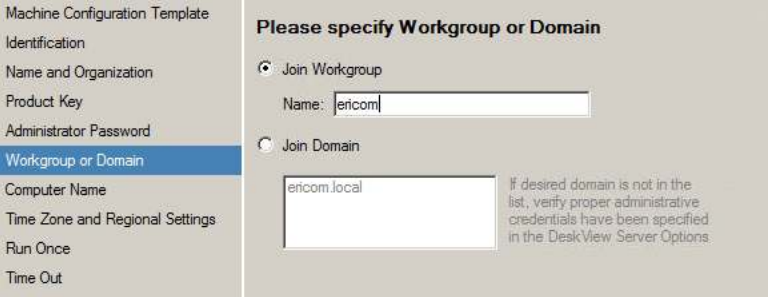 Machine Configuration Template
Identification
Name and Organization
Product Key
Administrator Password
Workgroup or Domain
Computer Name
Time Zone and Regional Settings
Run Once
Time Out
Please specify Workgroup or Domain
Join Workgroup
Name: ericom
Join Domain
ericom.local
If desired domain is not in the
list, verify proper administrative
credentials have been specified
in the DeskView Server Options